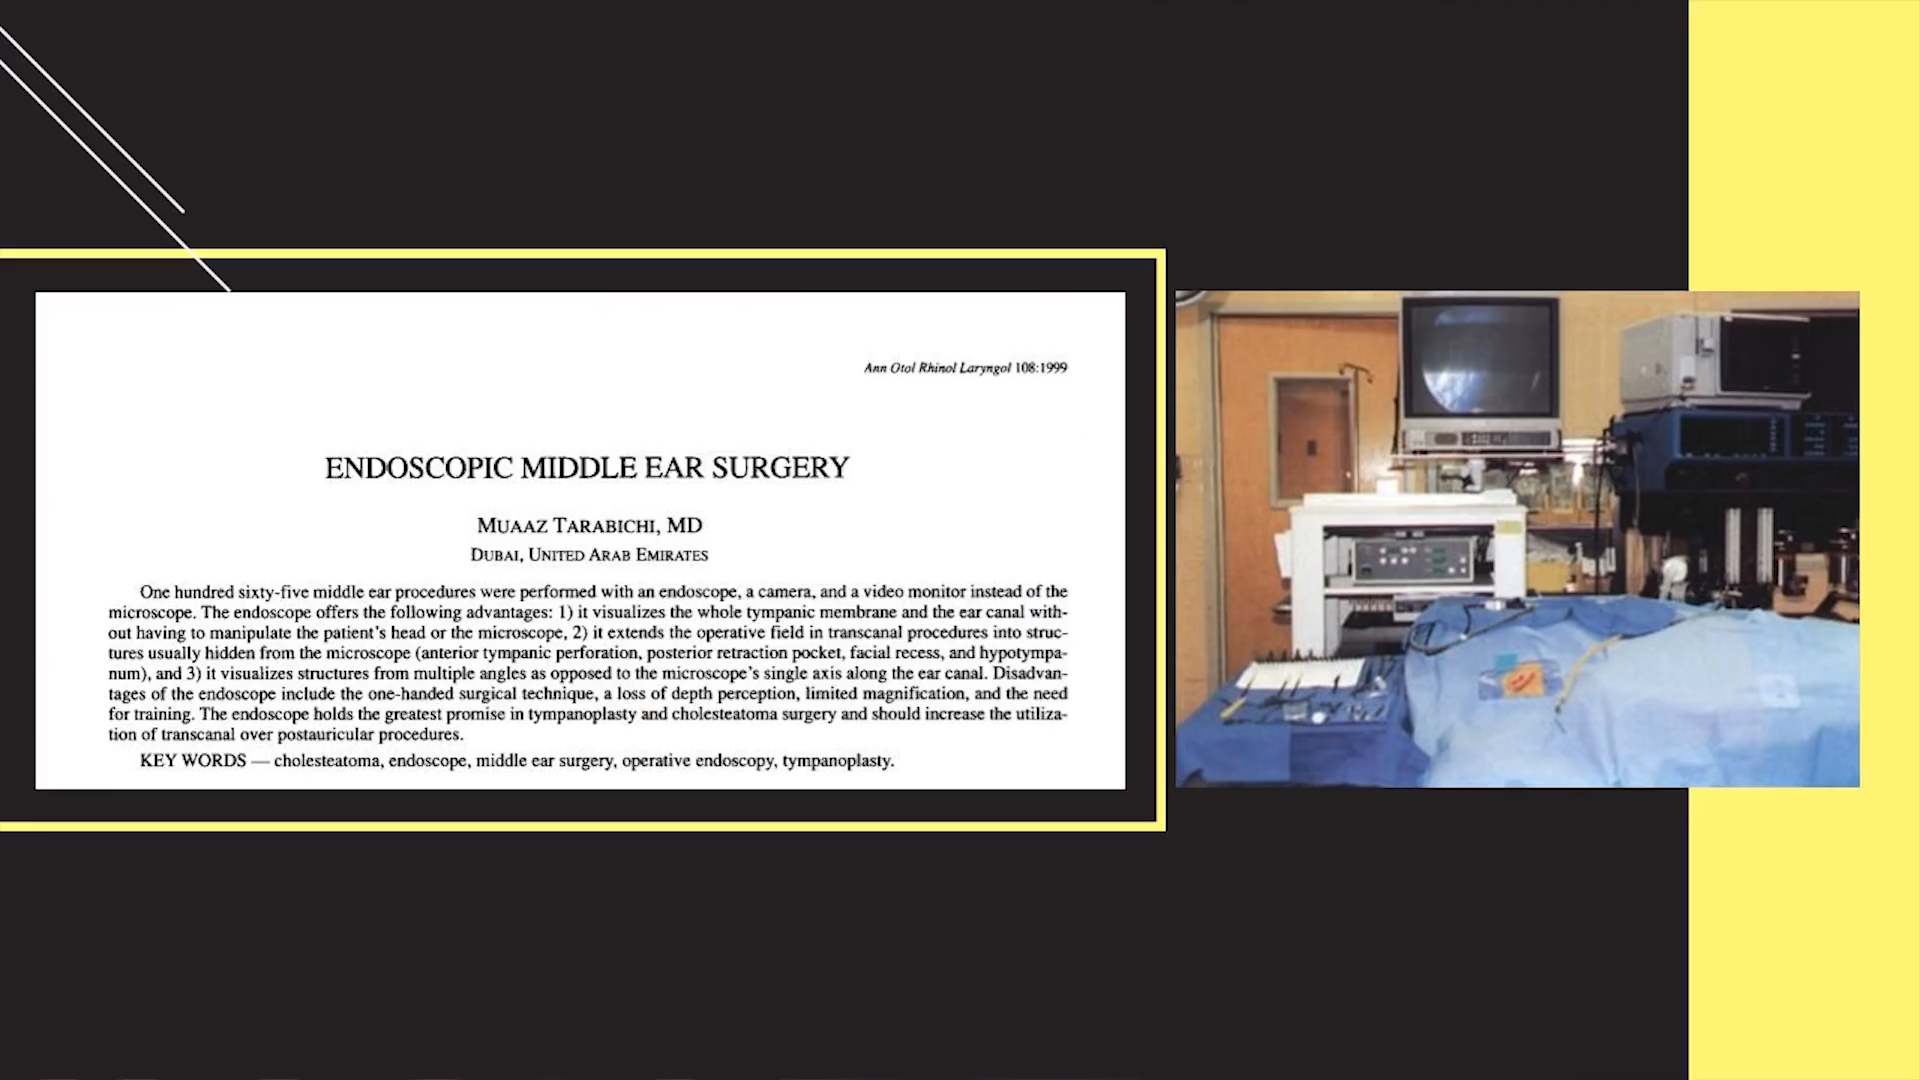 Ann Otol Rhinol Laryngol 108:1999
ENDOSCOPIC MIDDLE EAR SURGERY
MUAAZ TARABICHI, MD
DUBAI, UNITED ARAB EMIRATES
One hundred sixty-five middle ear procedures were performed with an endoscope, a camera, and a video monitor instead of the
microscope. The endoscope offers the following advantages: 1) it visualizes the whole tympanic membrane and the ear canal with-
out having to manipulate the patient's head or the microscope, 2) it extends the operative field in transcanal procedures into struc-
tures usually hidden from the microscope (anterior tympanic perforation, posterior retraction pocket, facial recess, and hypotympa-
num), and 3) it visualizes structures from multiple angles as opposed to the microscope's single axis along the ear canal. Disadvan-
tages of the endoscope include the one-handed surgical technique, a loss of depth perception, limited magnification, and the need
for training. The endoscope holds the greatest promise in tympanoplasty and cholesteatoma surgery and should increase the utiliza-
tion of transcanal over postauricular procedures.
KEY WORDS — cholesteatoma, endoscope, middle ear surgery, operative endoscopy, tympanoplasty.